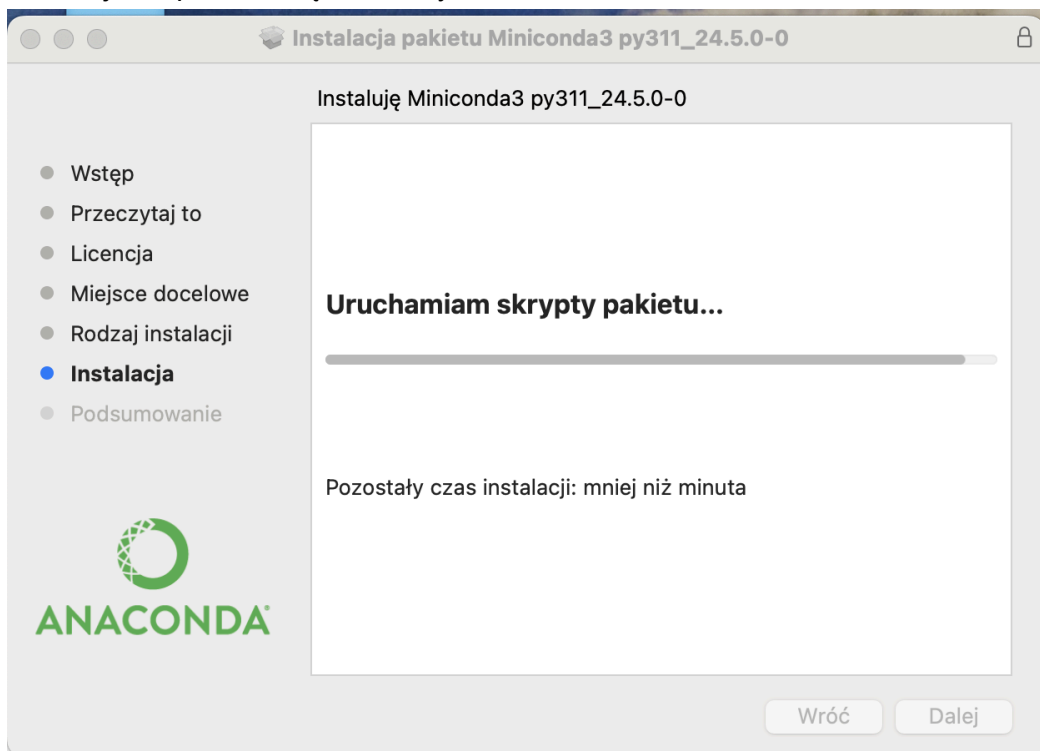 Instalacja pakietu Miniconda3 py311_24.5.0-0
Instaluję Miniconda3 py311_24.5.0-0
Wstęp
Przeczytaj to
Licencja
Miejsce docelowe
Rodzaj instalacji
Instalacja
Podsumowanie
Uruchamiam skrypty pakietu...
Pozostały czas instalacji: mniej niż minuta
ANACONDA
Wróć
Dalej